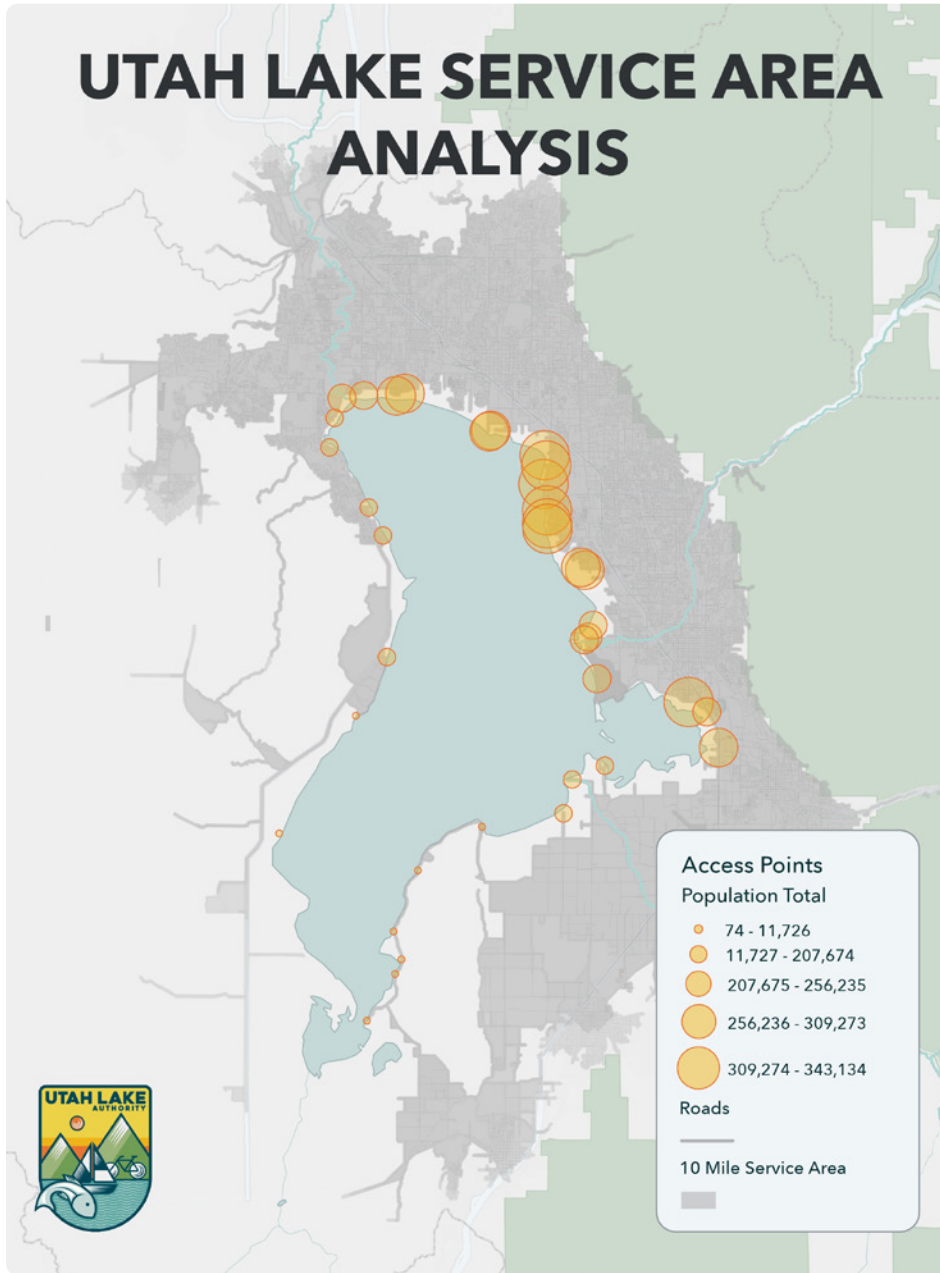 UTAH LAKE SERVICE AREA
ANALYSIS
Access Points
Population Total
74 - 11,726
11,727 - 207,674
207,675 - 256,235
256,236 - 309,273
309,274 - 343,134
Roads
10 Mile Service Area
UTAH LAKE
AUTHORITY